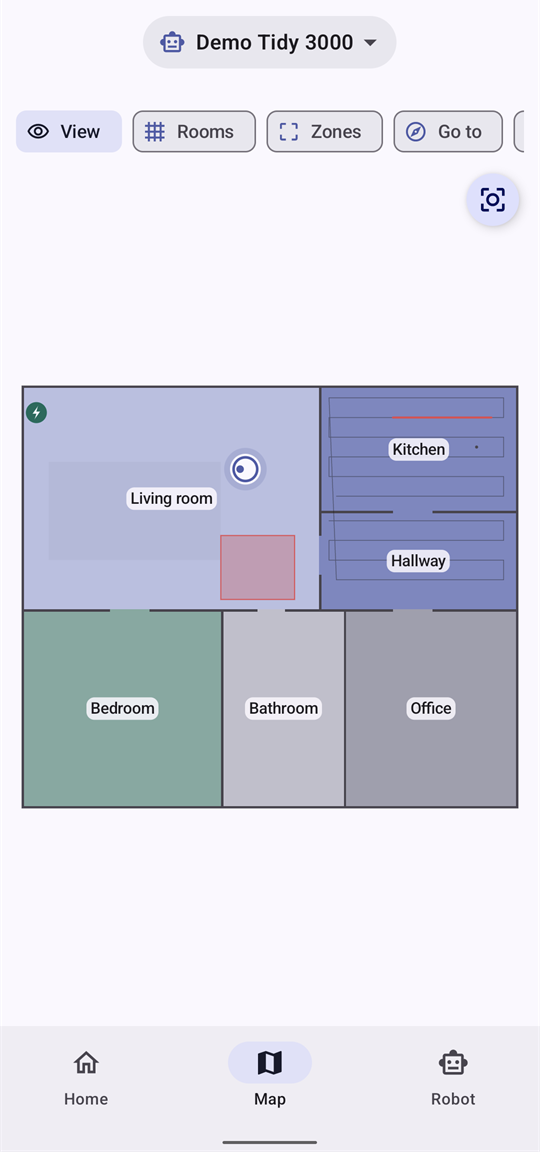 Demo Tidy 3000
View
Rooms
Zones
Go to
Kitchen
Living room
Hallway
Bedroom
Bathroom
Office
Home
Map
Robot